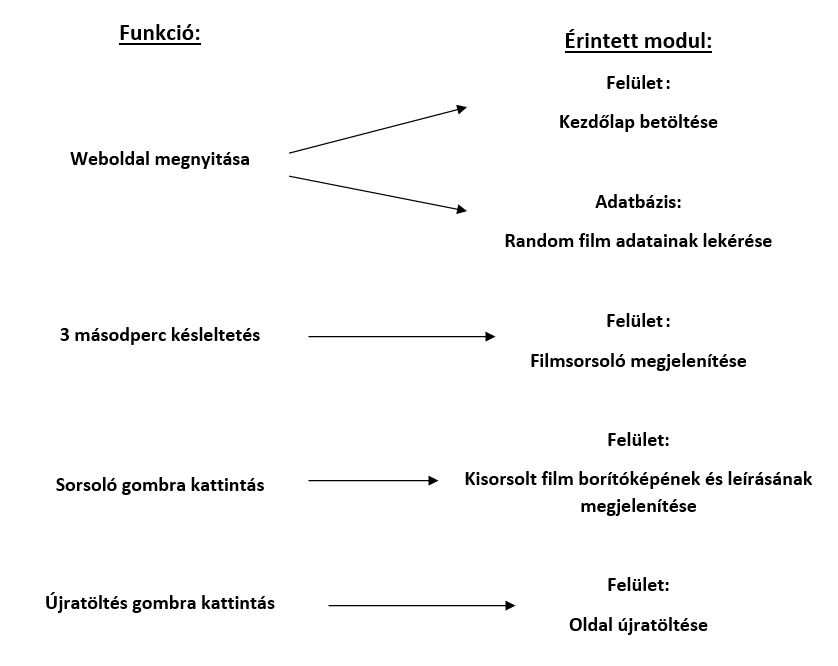 Funkció:
Érintett modul:
Felület:
Kezdőlap betöltése
Weboldal megnyitása
Adatbázis:
Random film adatainak lekérése
3 másodperc késleltetés
Felület:
Filmsorsoló megjelenítése
Sorsoló gombra kattintás
Felület:
Kisorsolt film borítóképének és leírásának
megjelenítése
Újratöltés gombra kattintás
Felület:
Oldal újratöltése